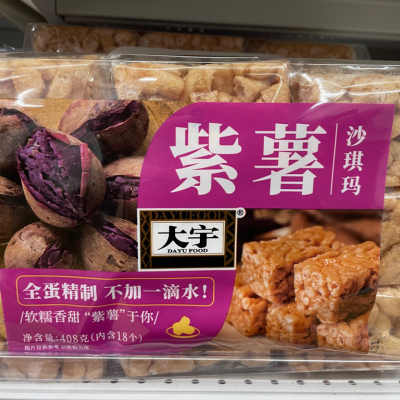 紫薯
沙琪玛
DAYU FOOD
大宇®
DAYU FOOD
全蛋精制 不加一滴水！
/软糯香甜“紫薯”于你/
净含量:408克(内含18个)